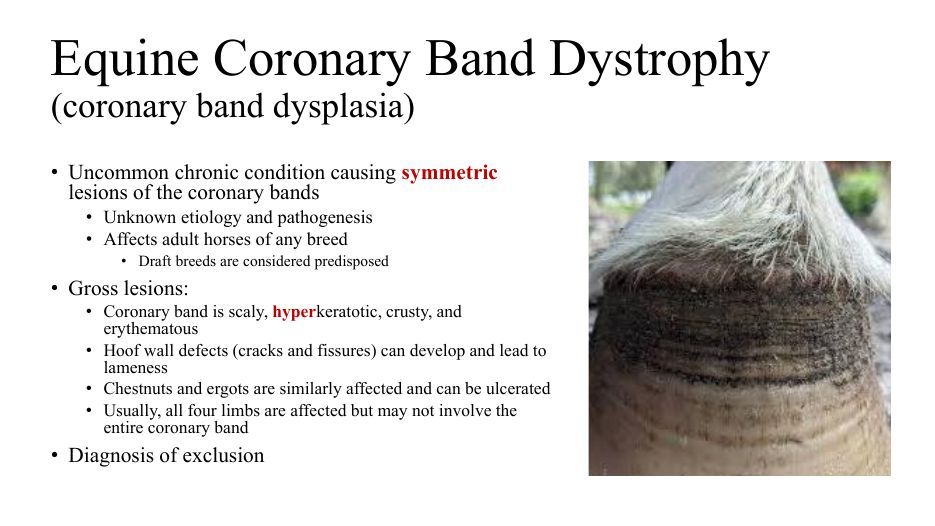 Equine Coronary Band Dystrophy
(coronary band dysplasia)
• Uncommon chronic condition causing symmetric
lesions of the coronary bands
• Unknown etiology and pathogenesis
• Affects adult horses of any breed
• Draft breeds are considered predisposed
• Gross lesions:
• Coronary band is scaly, hyperkeratotic, crusty, and
erythematous
• Hoof wall defects (cracks and fissures) can develop and lead to
lameness
• Chestnuts and ergots are similarly affected and can be ulcerated
• Usually, all four limbs are affected but may not involve the
entire coronary band
• Diagnosis of exclusion